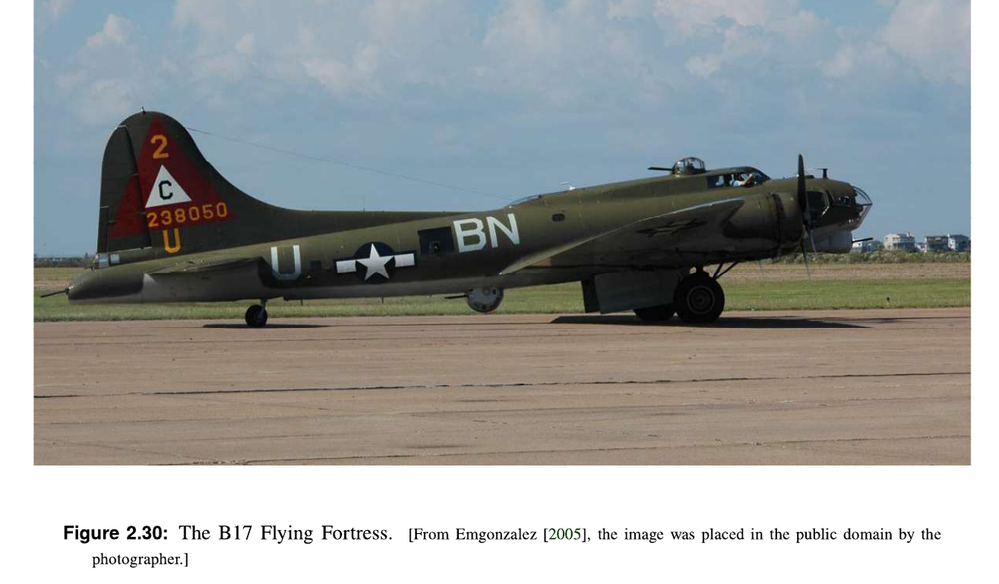 2
C
238050
U
U
BN
Figure 2.30: The B17 Flying Fortress. [From Emgonzalez [2005], the image was placed in the public domain by the
photographer.]